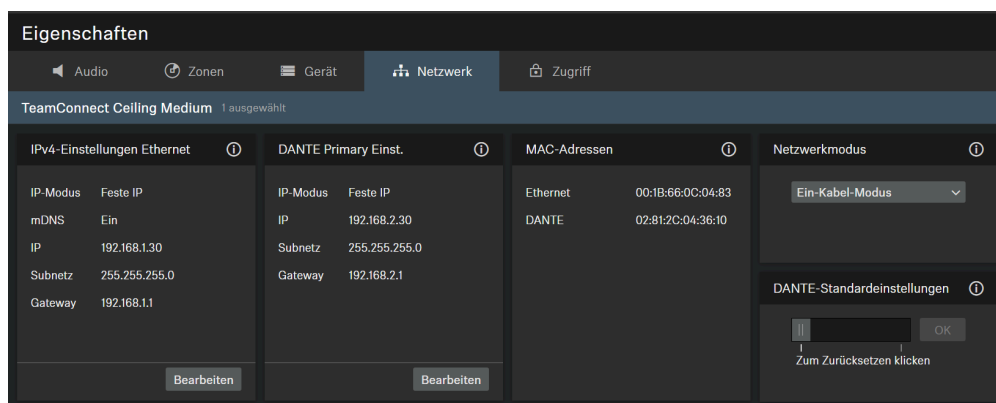 Eigenschaften
Audio Zonen Gerät Netzwerk Zugriff
TeamConnect Ceiling Medium 1 ausgewählt
IPv4-Einstellungen Ethernet
IP-Modus Feste IP
mDNS Ein
IP 192.168.1.30
Subnetz 255.255.255.0
Gateway 192.168.1.1
Bearbeiten
DANTE Primary Einst.
IP-Modus Feste IP
IP 192.168.2.30
Subnetz 255.255.255.0
Gateway 192.168.2.1
Bearbeiten
MAC-Adressen
Ethernet 00:1B:66:0C:04:83
DANTE 02:81:2C:04:36:10
Netzwerkmodus
Ein-Kabel-Modus
DANTE-Standardeinstellungen
OK
Zum Zurücksetzen klicken